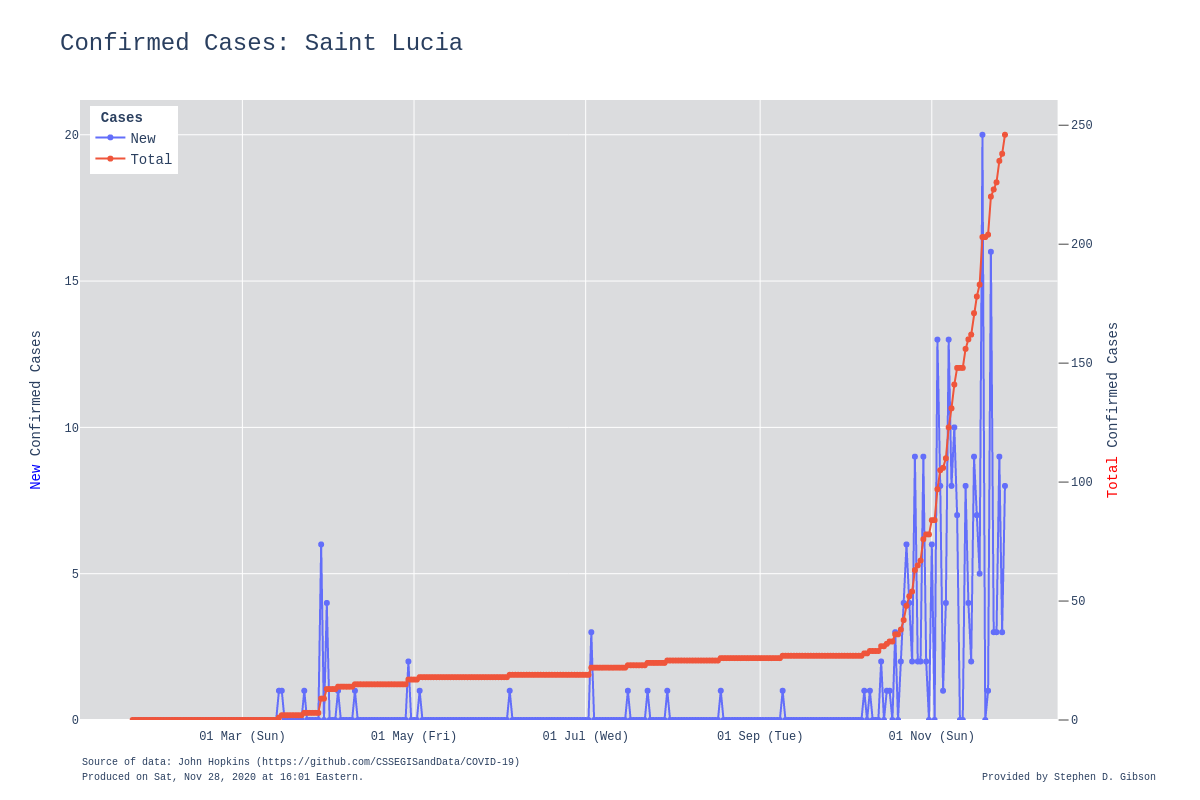 Confirmed Cases: Saint Lucia
Cases
New
Total
20
15
10
5
0
250
200
150
100
50
0
New Confirmed Cases
Total Confirmed Cases
01 Mar (Sun)
01 May (Fri)
01 Jul (Wed)
01 Sep (Tue)
01 Nov (Sun)
Source of data: John Hopkins (https://github.com/CSSEGISandData/COVID-19)
Produced on Sat, Nov 28, 2020 at 16:01 Eastern.
Provided by Stephen D. Gibson